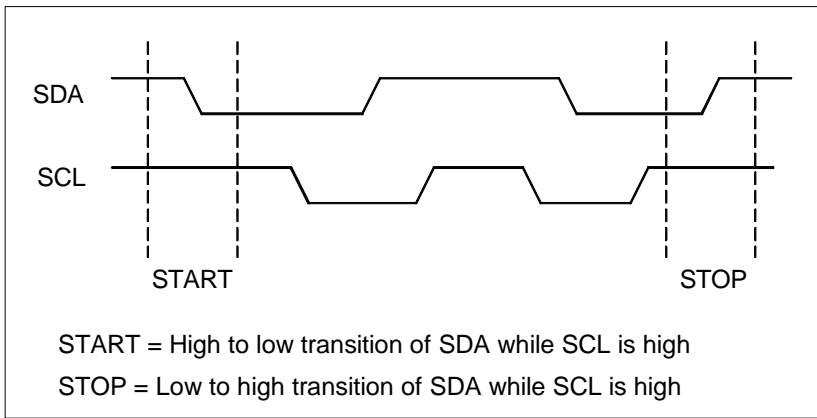 SDA
SCL
START
STOP
START = High to low transition of SDA while SCL is high
STOP = Low to high transition of SDA while SCL is high